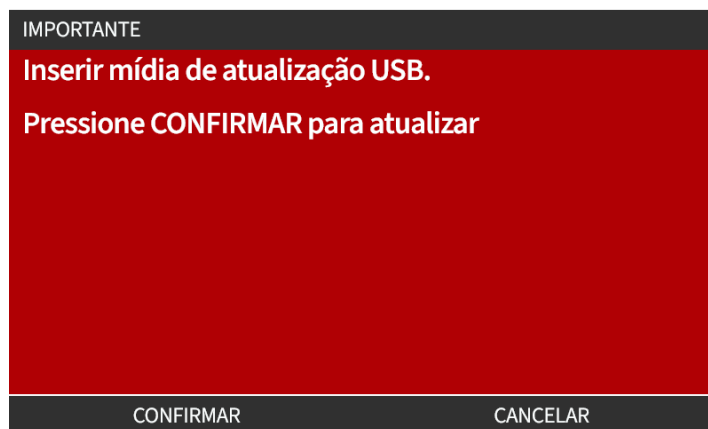 IMPORTANTE
Inserir mídia de atualização USB.
Pressione CONFIRMAR para atualizar
CONFIRMAR CANCELAR